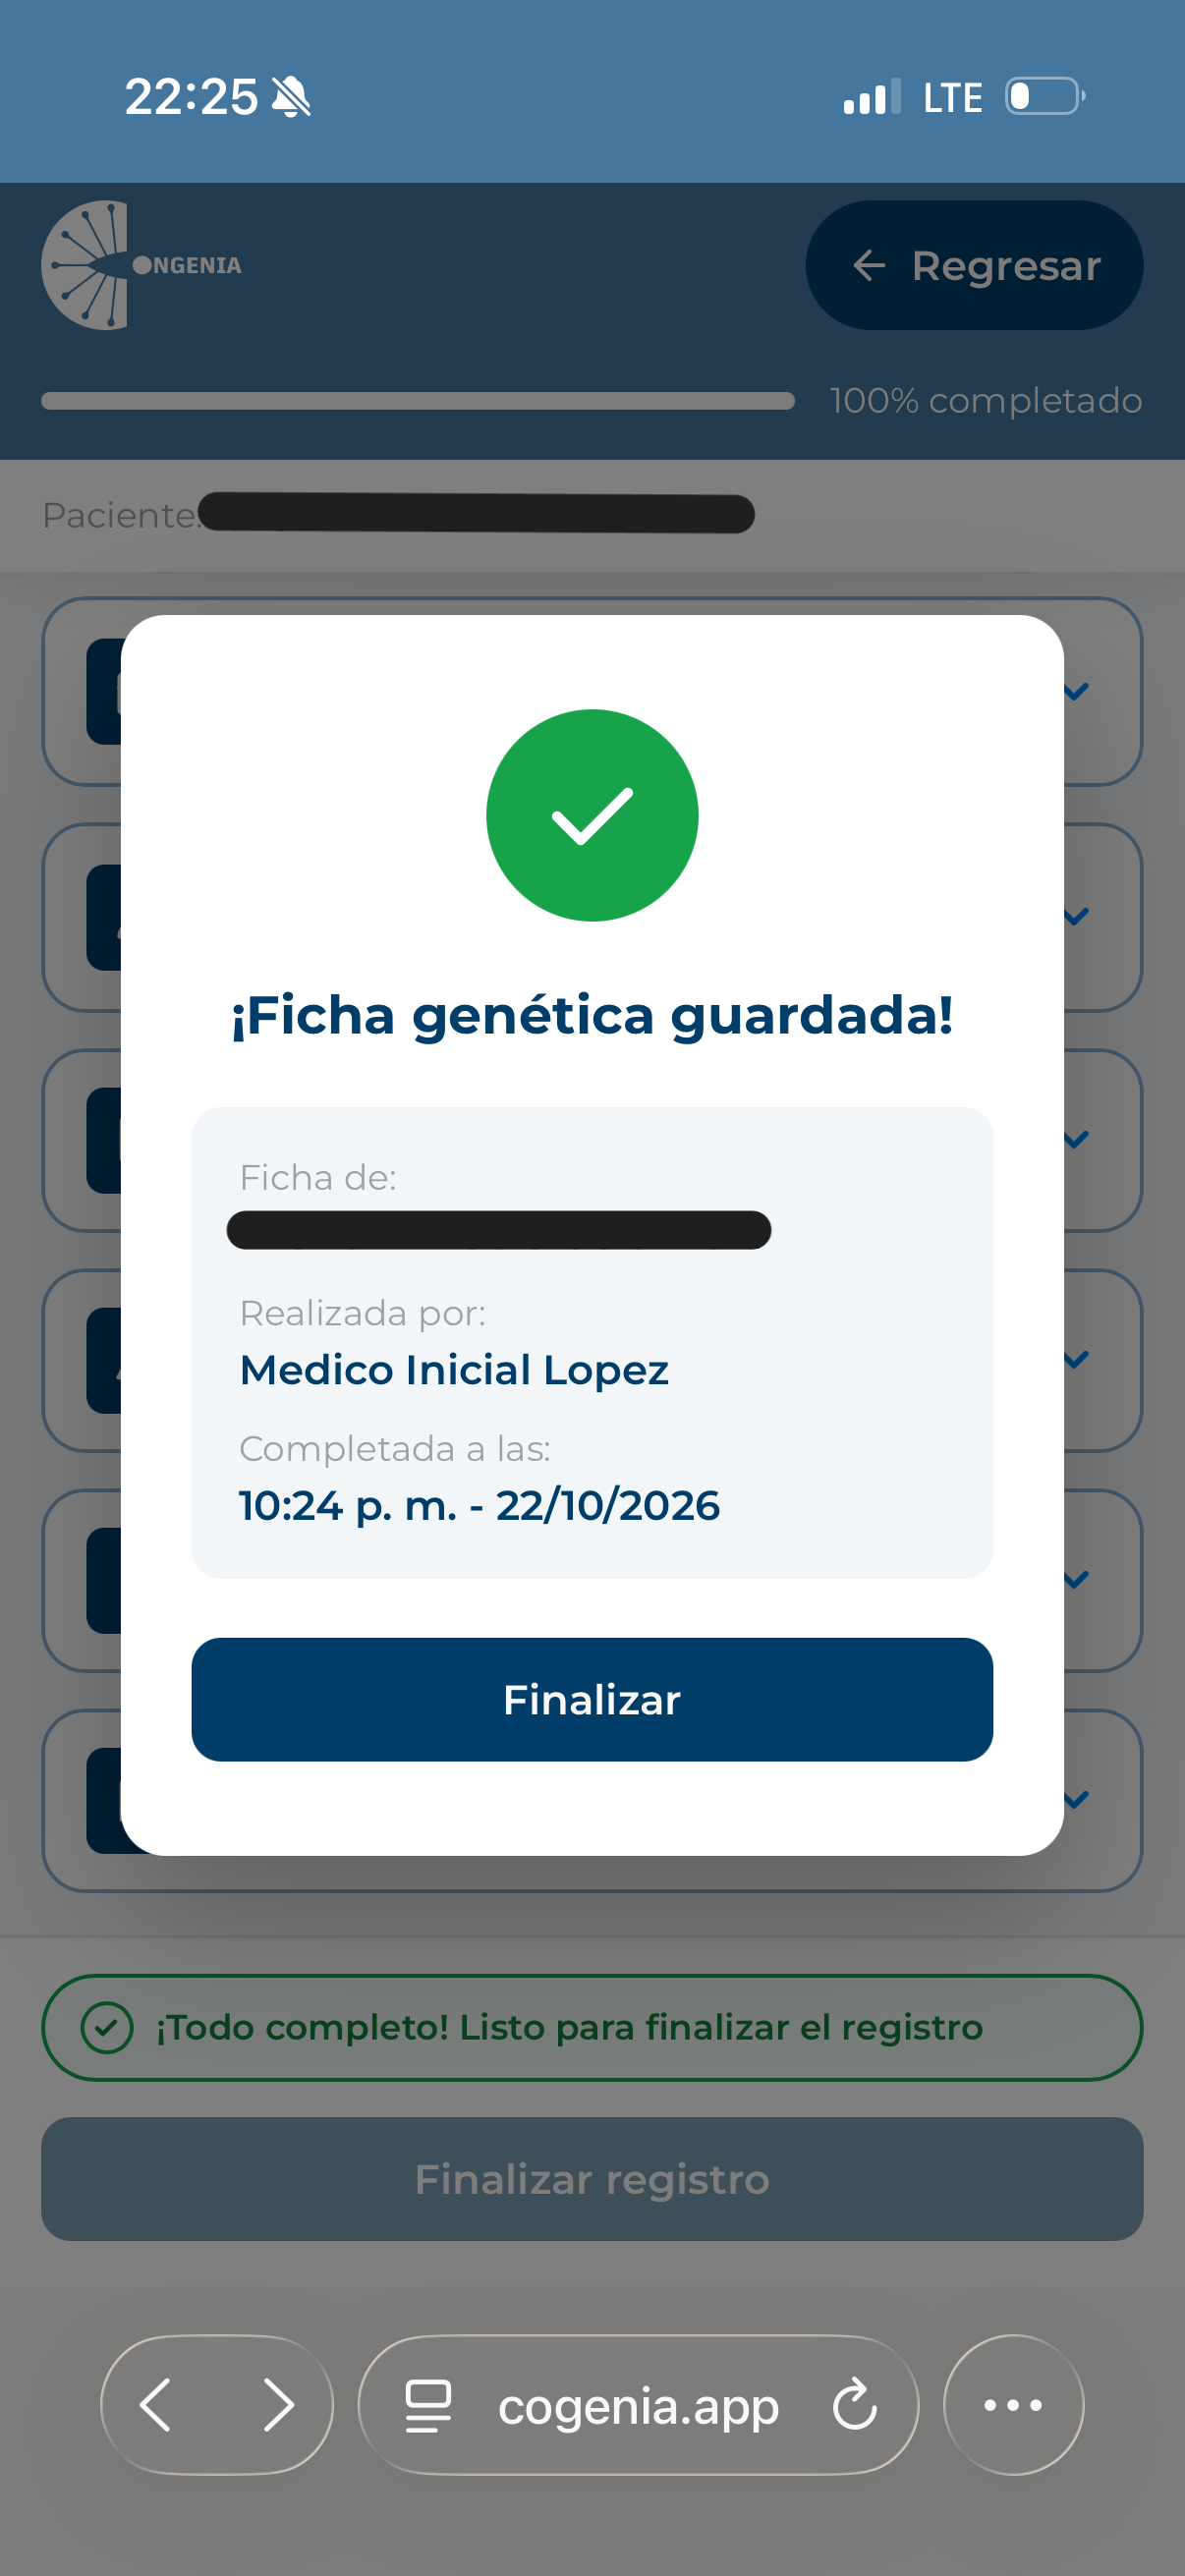 22:25
LTE
ONGENIA
← Regresar
100% completado
Paciente:
¡Ficha genética guardada!
Ficha de:
Realizada por:
Medico Inicial Lopez
Completada a las:
10:24 p. m. - 22/10/2026
Finalizar
¡Todo completo! Listo para finalizar el registro
Finalizar registro
cogenia.app